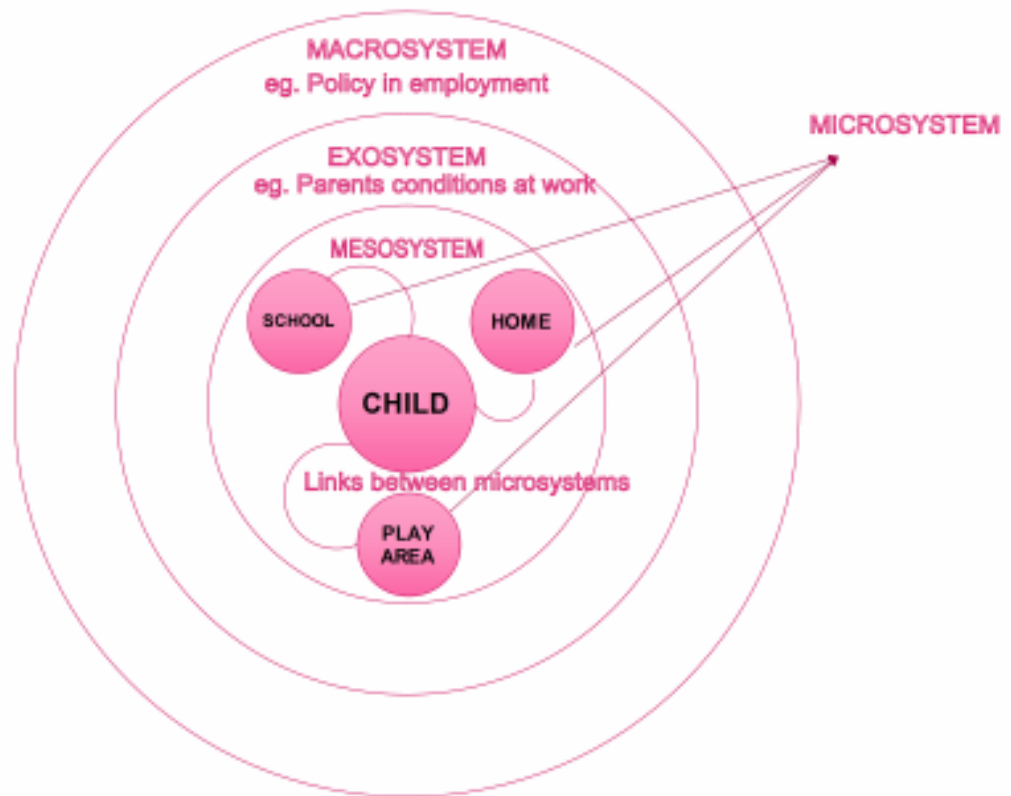 MACROSYSTEM
eg. Policy in employment
MICROSYSTEM
EXOSYSTEM
eg. Parents conditions at work
MESOSYSTEM
SCHOOL
HOME
CHILD
Links between microsystems
PLAY
AREA